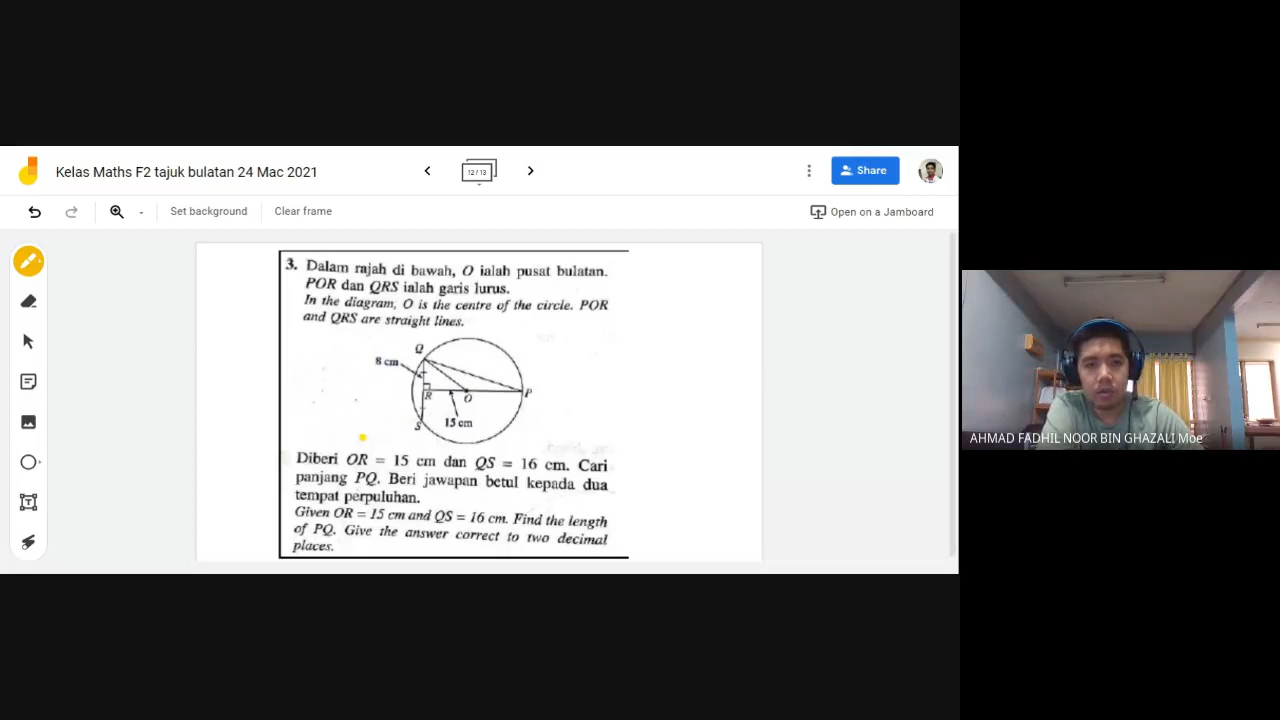 Kelas Maths F2 tajuk bulatan 24 Mac 2021
12 / 13
Share
Set background
Clear frame
Open on a Jamboard
3. Dalam rajah di bawah, O ialah pusat bulatan.
POR dan QRS ialah garis lurus.
In the diagram, O is the centre of the circle. POR
and QRS are straight lines.
Q
8 cm
R
O
P
S
15 cm
Diberi OR = 15 cm dan QS = 16 cm. Cari
panjang PQ. Beri jawapan betul kepada dua
tempat perpuluhan.
Given OR = 15 cm and QS = 16 cm. Find the length
of PQ. Give the answer correct to two decimal
places.
AHMAD FADHIL NOOR BIN GHAZALI Moe